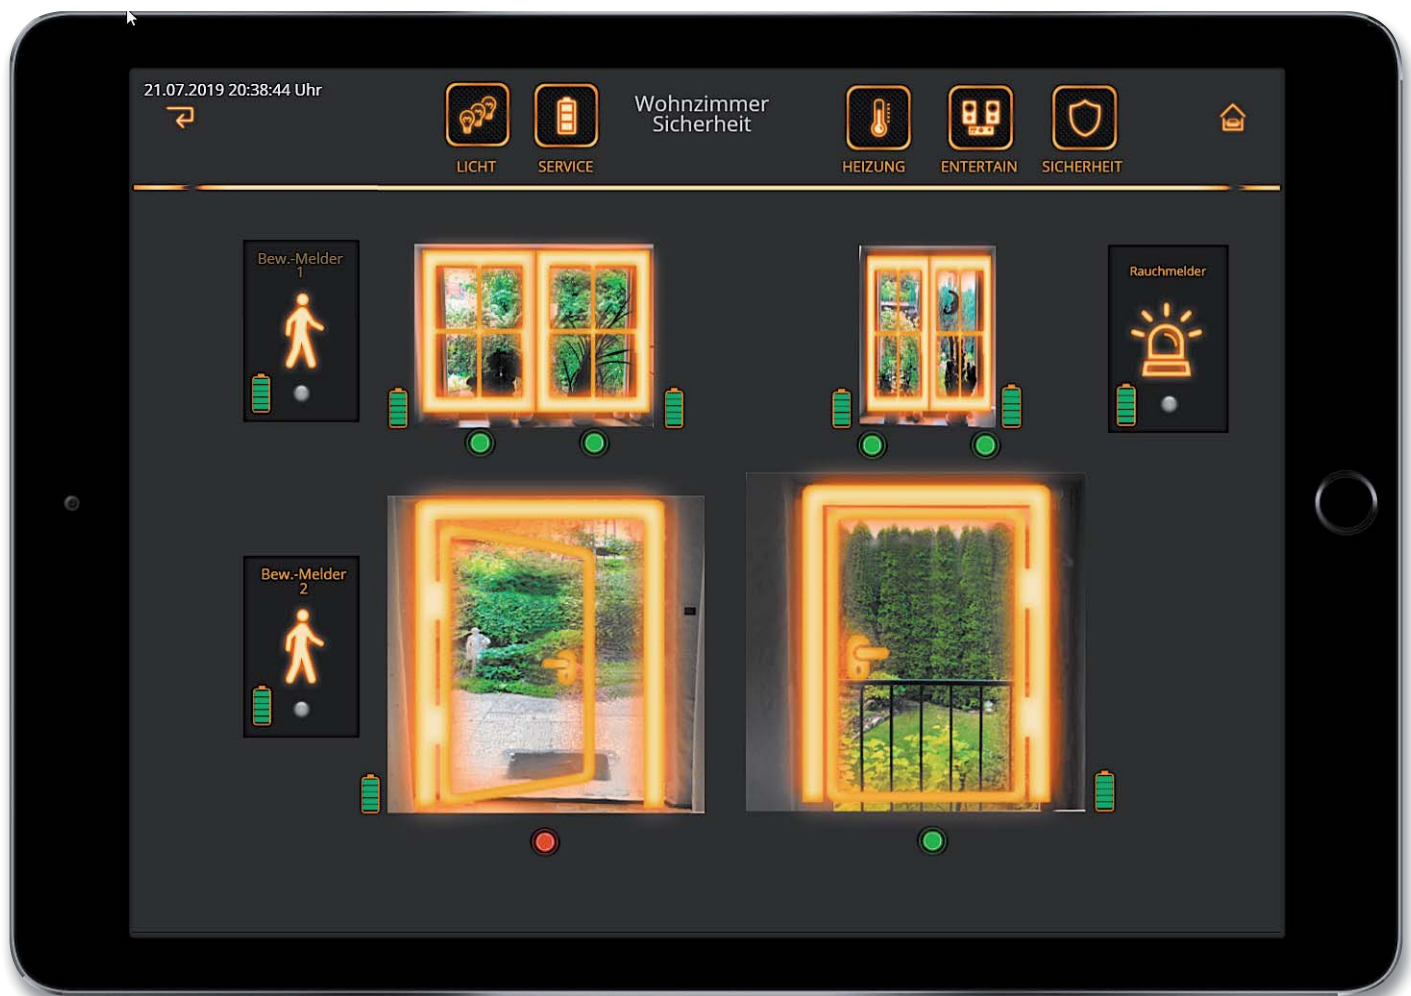 21.07.2019 20:38:44 Uhr
LICHT
SERVICE
Wohnzimmer
Sicherheit
HEIZUNG
ENTERTAIN
SICHERHEIT
Bew.-Melder
1
Rauchmelder
Bew.-Melder
2